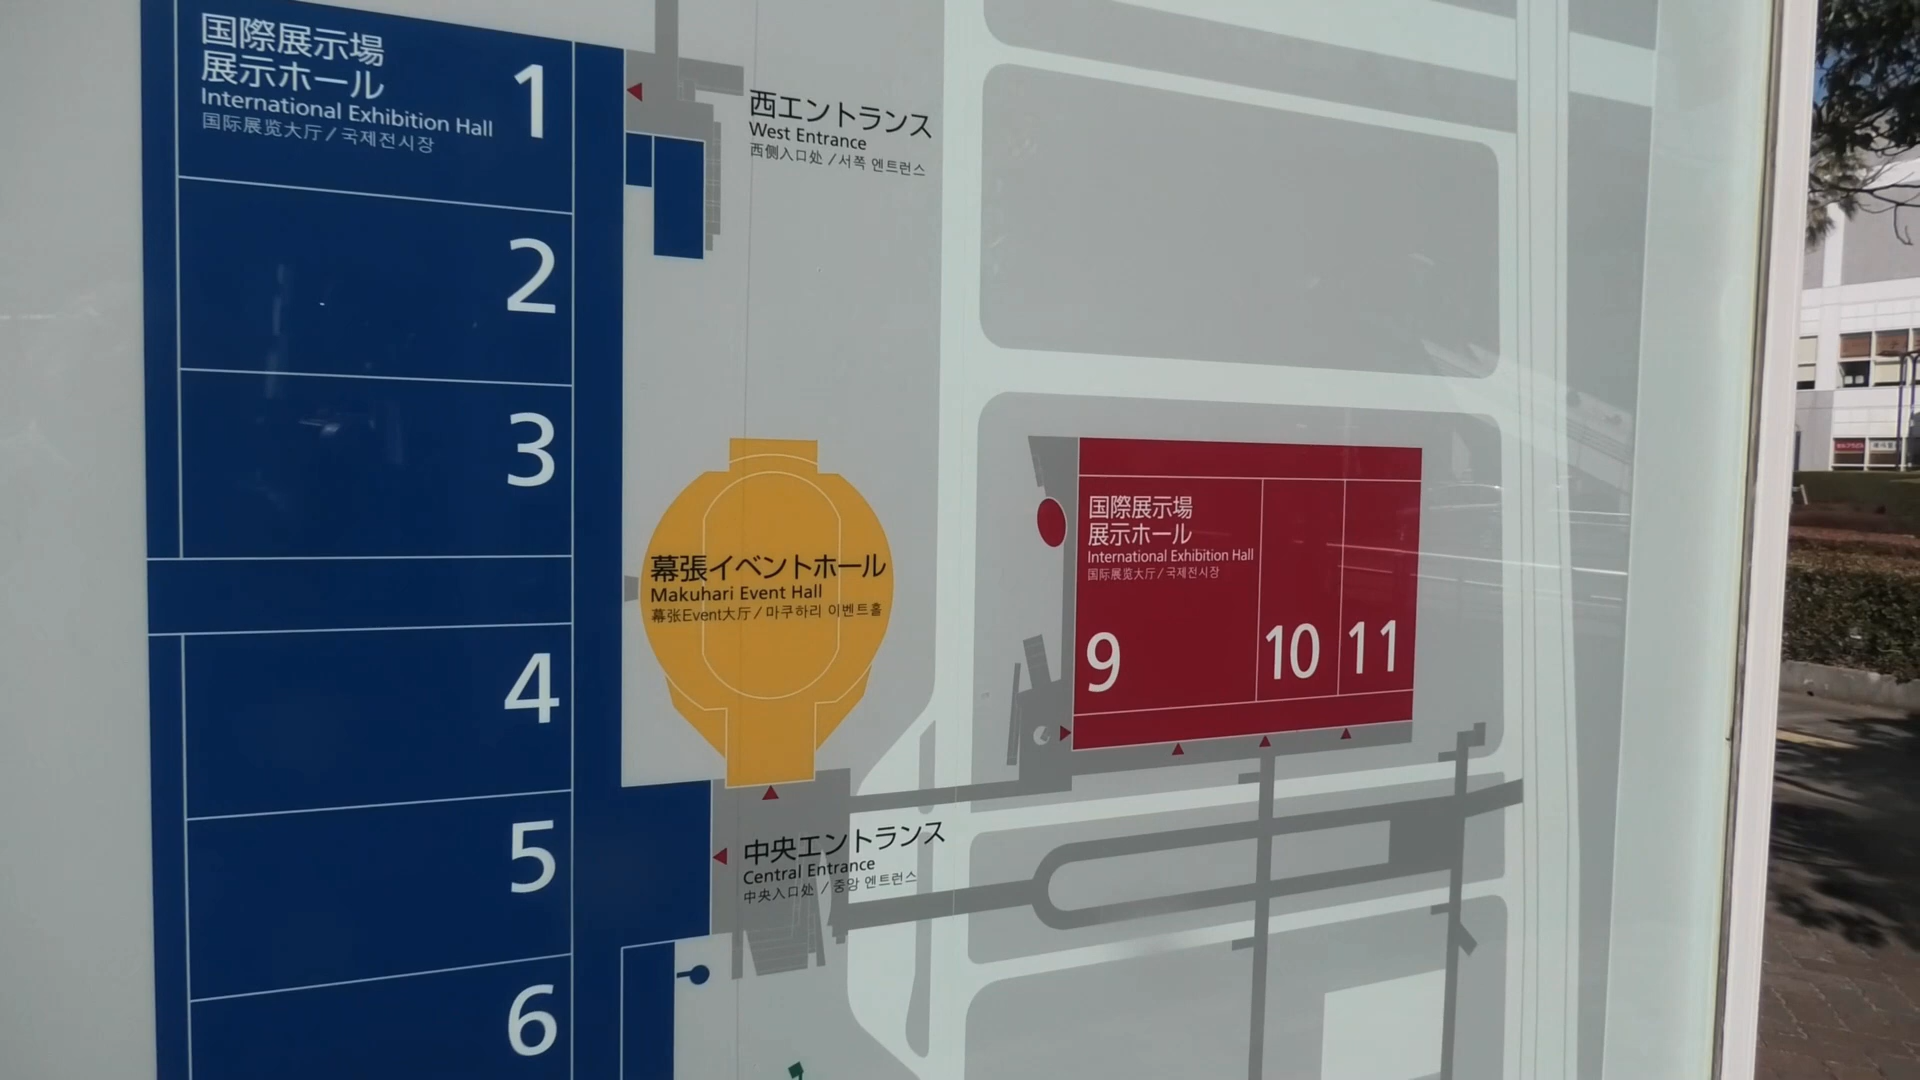 国際展示場
展示ホール
International Exhibition Hall
国际展览大厅/국제전시장
1
西エントランス
West Entrance
西侧入口处/서쪽 엔트런스
2
3
幕張イベントホール
Makuhari Event Hall
幕张Event大厅/마쿠하리 이벤트홀
国際展示場
展示ホール
International Exhibition Hall
国际展览大厅/국제전시장
9
10
11
4
中央エントランス
Central Entrance
中央入口处/중앙 엔트런스
5
6